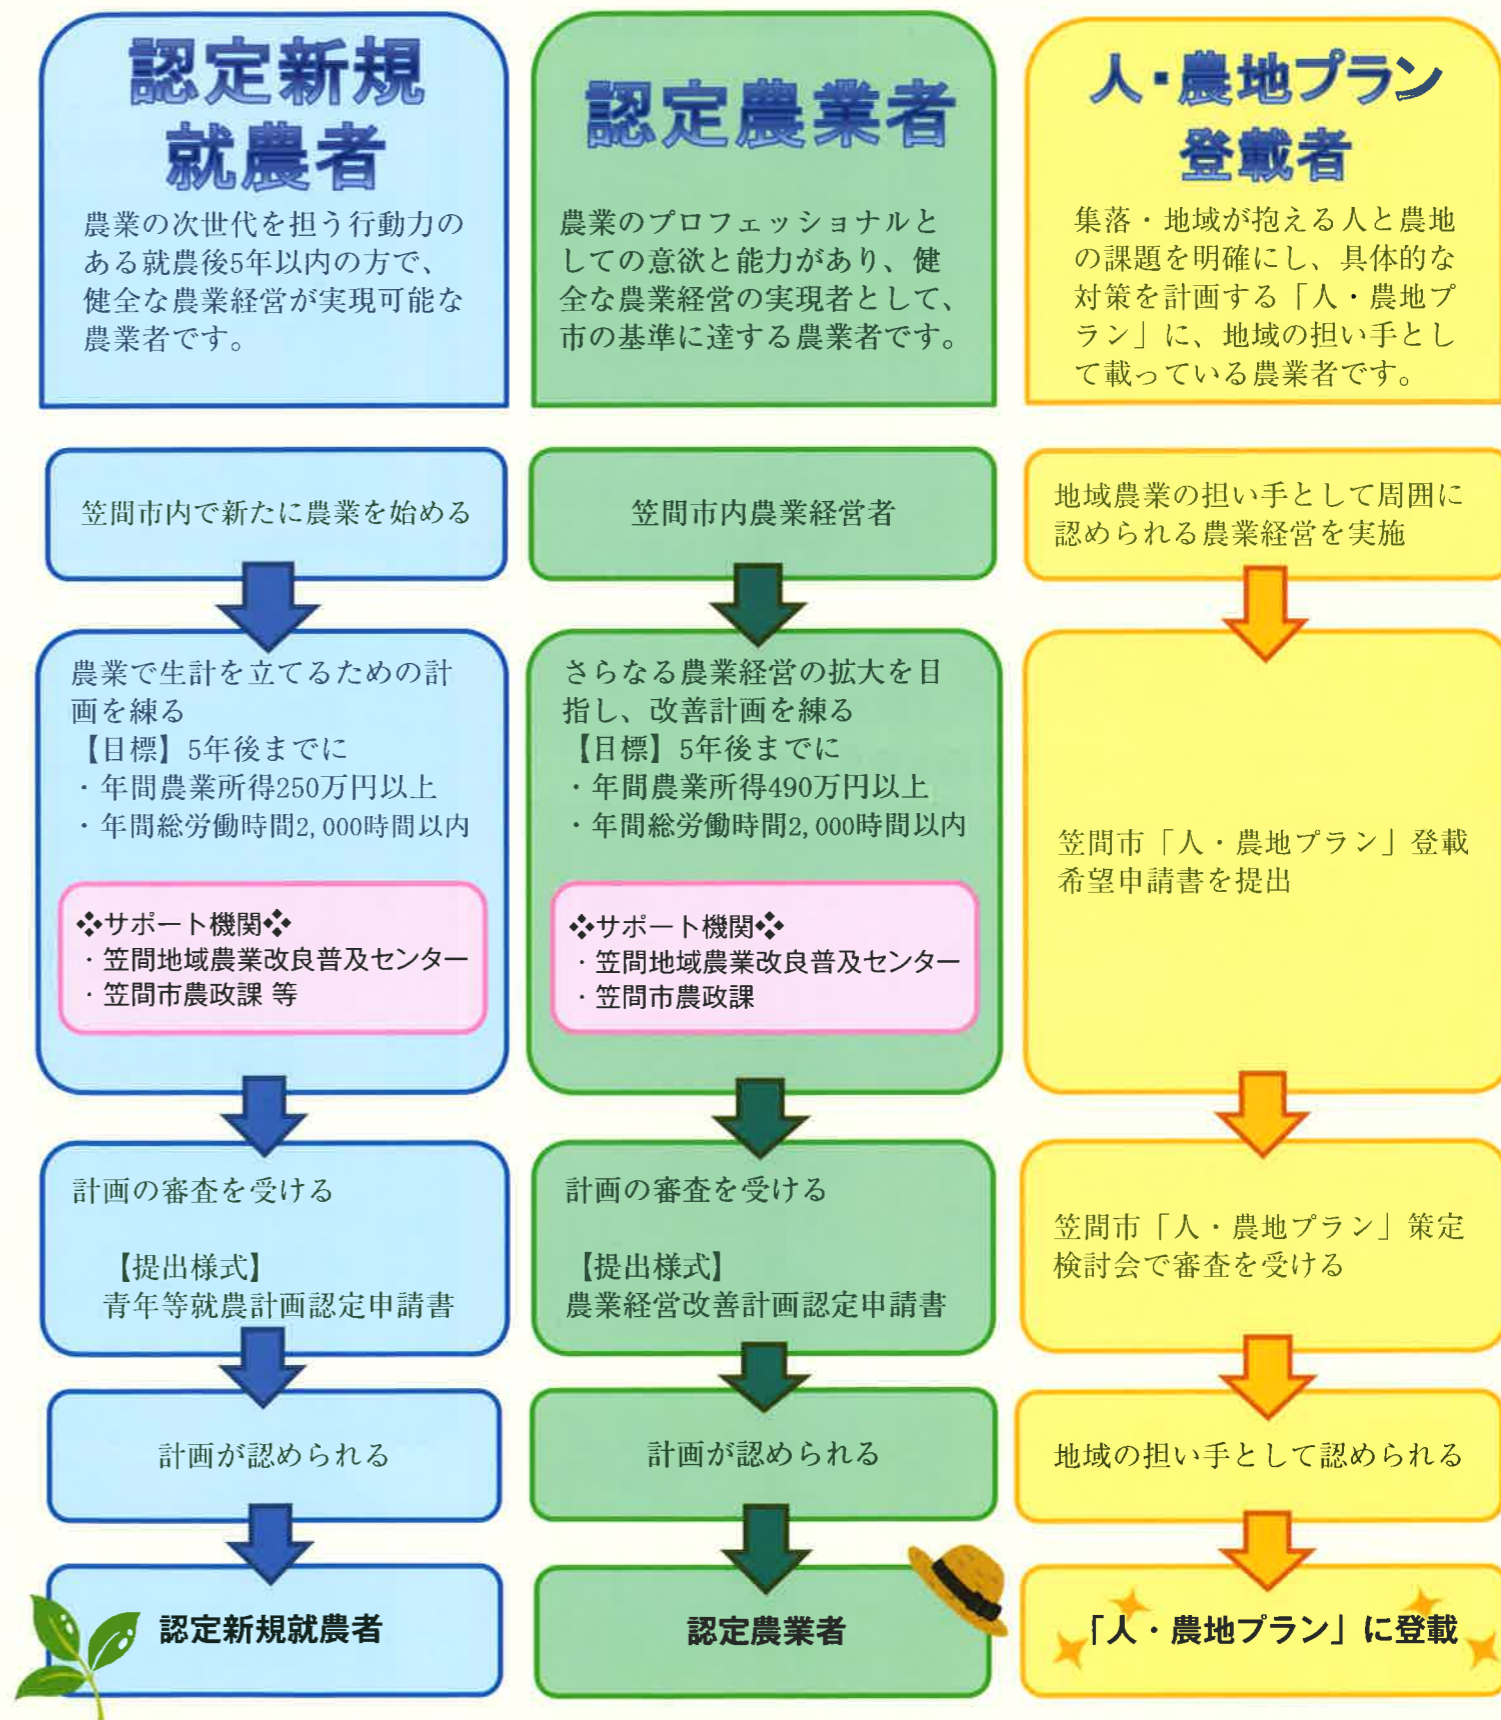 認定新規
就農者
農業の次世代を担う行動力の
ある就農後5年以内の方で、
健全な農業経営が実現可能な
農業者です。
笠間市内で新たに農業を始める
農業で生計を立てるための計
画を練る
【目標】5年後までに
・年間農業所得250万円以上
・年間総労働時間2,000時間以内
❖サポート機関❖
・笠間地域農業改良普及センター
・笠間市農政課 等
計画の審査を受ける
【提出様式】
青年等就農計画認定申請書
計画が認められる
認定新規就農者
認定農業者
農業のプロフェッショナルと
しての意欲と能力があり、健
全な農業経営の実現者として、
市の基準に達する農業者です。
笠間市内農業経営者
さらなる農業経営の拡大を目
指し、改善計画を練る
【目標】5年後までに
・年間農業所得490万円以上
・年間総労働時間2,000時間以内
❖サポート機関❖
・笠間地域農業改良普及センター
・笠間市農政課
計画の審査を受ける
【提出様式】
農業経営改善計画認定申請書
計画が認められる
認定農業者
人・農地プラン
登載者
集落・地域が抱える人と農地
の課題を明確にし、具体的な
対策を計画する「人・農地プ
ラン」に、地域の担い手とし
て載っている農業者です。
地域農業の担い手として周囲に
認められる農業経営を実施
笠間市「人・農地プラン」登載
希望申請書を提出
笠間市「人・農地プラン」策定
検討会で審査を受ける
地域の担い手として認められる
「人・農地プラン」に登載